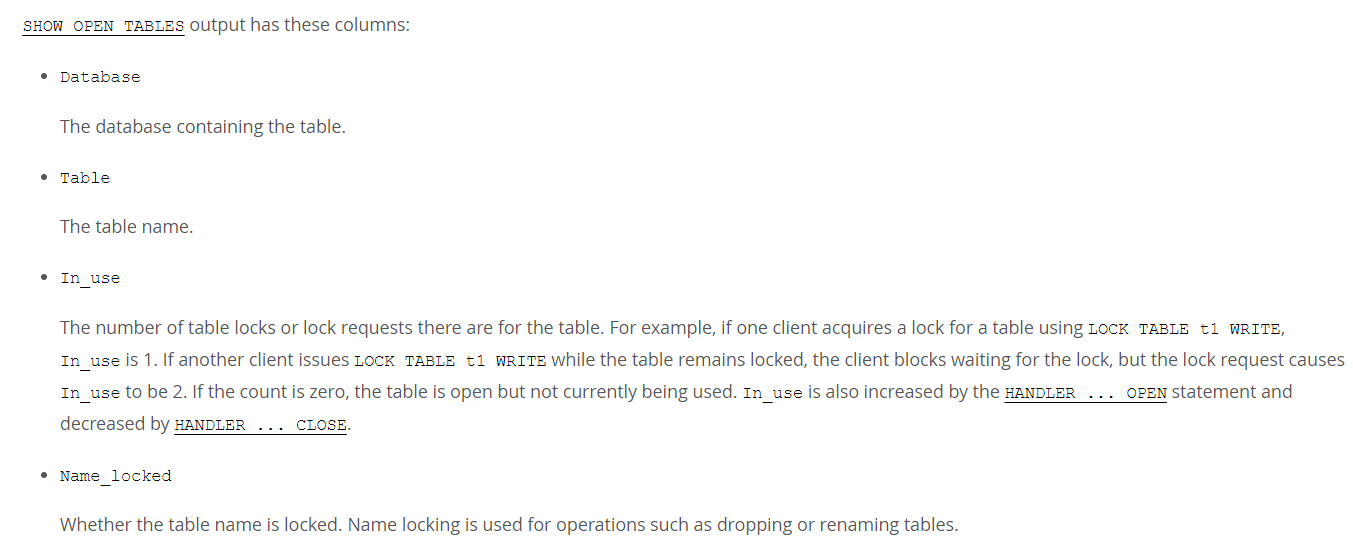 SHOW OPEN TABLES output has these columns:
• Database
The database containing the table.
• Table
The table name.
• In_use
The number of table locks or lock requests there are for the table. For example, if one client acquires a lock for a table using LOCK TABLE t1 WRITE,
In_use is 1. If another client issues LOCK TABLE t1 WRITE while the table remains locked, the client blocks waiting for the lock, but the lock request causes
In_use to be 2. If the count is zero, the table is open but not currently being used. In_use is also increased by the HANDLER ... OPEN statement and
decreased by HANDLER ... CLOSE.
• Name_locked
Whether the table name is locked. Name locking is used for operations such as dropping or renaming tables.